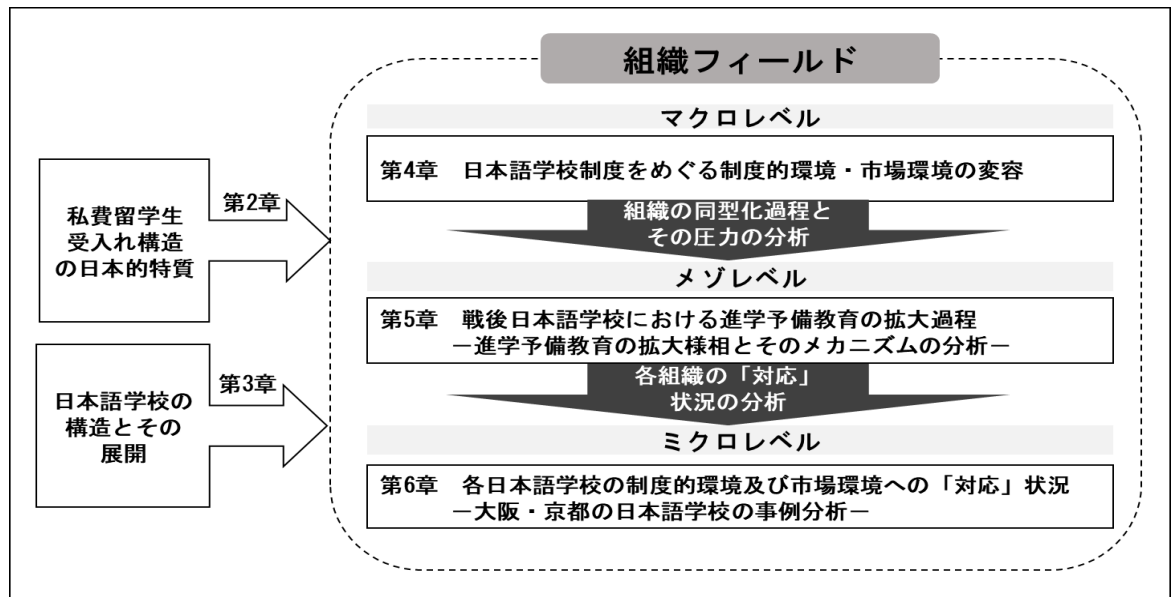 組織フィールド
マクロレベル
第4章　日本語学校制度をめぐる制度的環境・市場環境の変容
組織の同型化過程と
その圧力の分析
メゾレベル
第5章　戦後日本語学校における進学予備教育の拡大過程
－進学予備教育の拡大様相とそのメカニズムの分析－
各組織の「対応」
状況の分析
ミクロレベル
第6章　各日本語学校の制度的環境及び市場環境への「対応」状況
－大阪・京都の日本語学校の事例分析－
私費留学生
受入れ構造
の日本的特質
第2章
日本語学校の
構造とその
展開
第3章